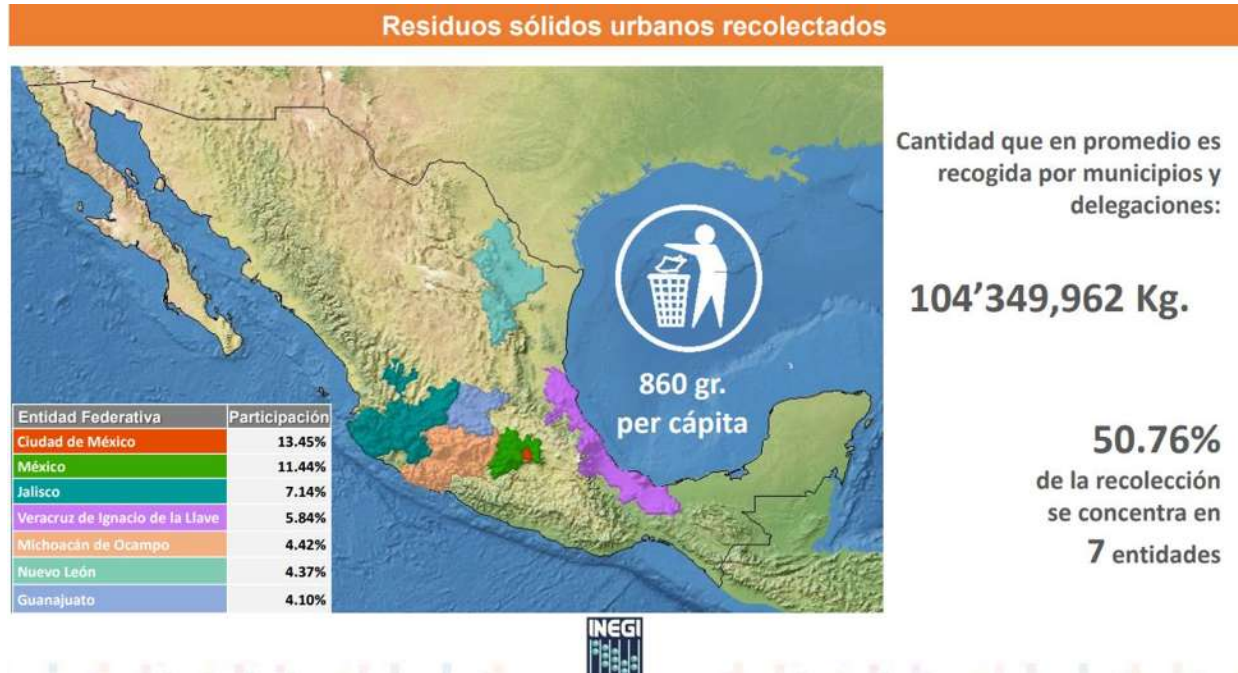 Residuos sólidos urbanos recolectados
Cantidad que en promedio es
recogida por municipios y
delegaciones:
104’349,962 Kg.
860 gr.
per cápita
Entidad Federativa Participación
Ciudad de México 13.45%
México 11.44%
Jalisco 7.14%
Veracruz de Ignacio de la Llave 5.84%
Michoacán de Ocampo 4.42%
Nuevo León 4.37%
Guanajuato 4.10%
50.76%
de la recolección
se concentra en
7 entidades
INEGI